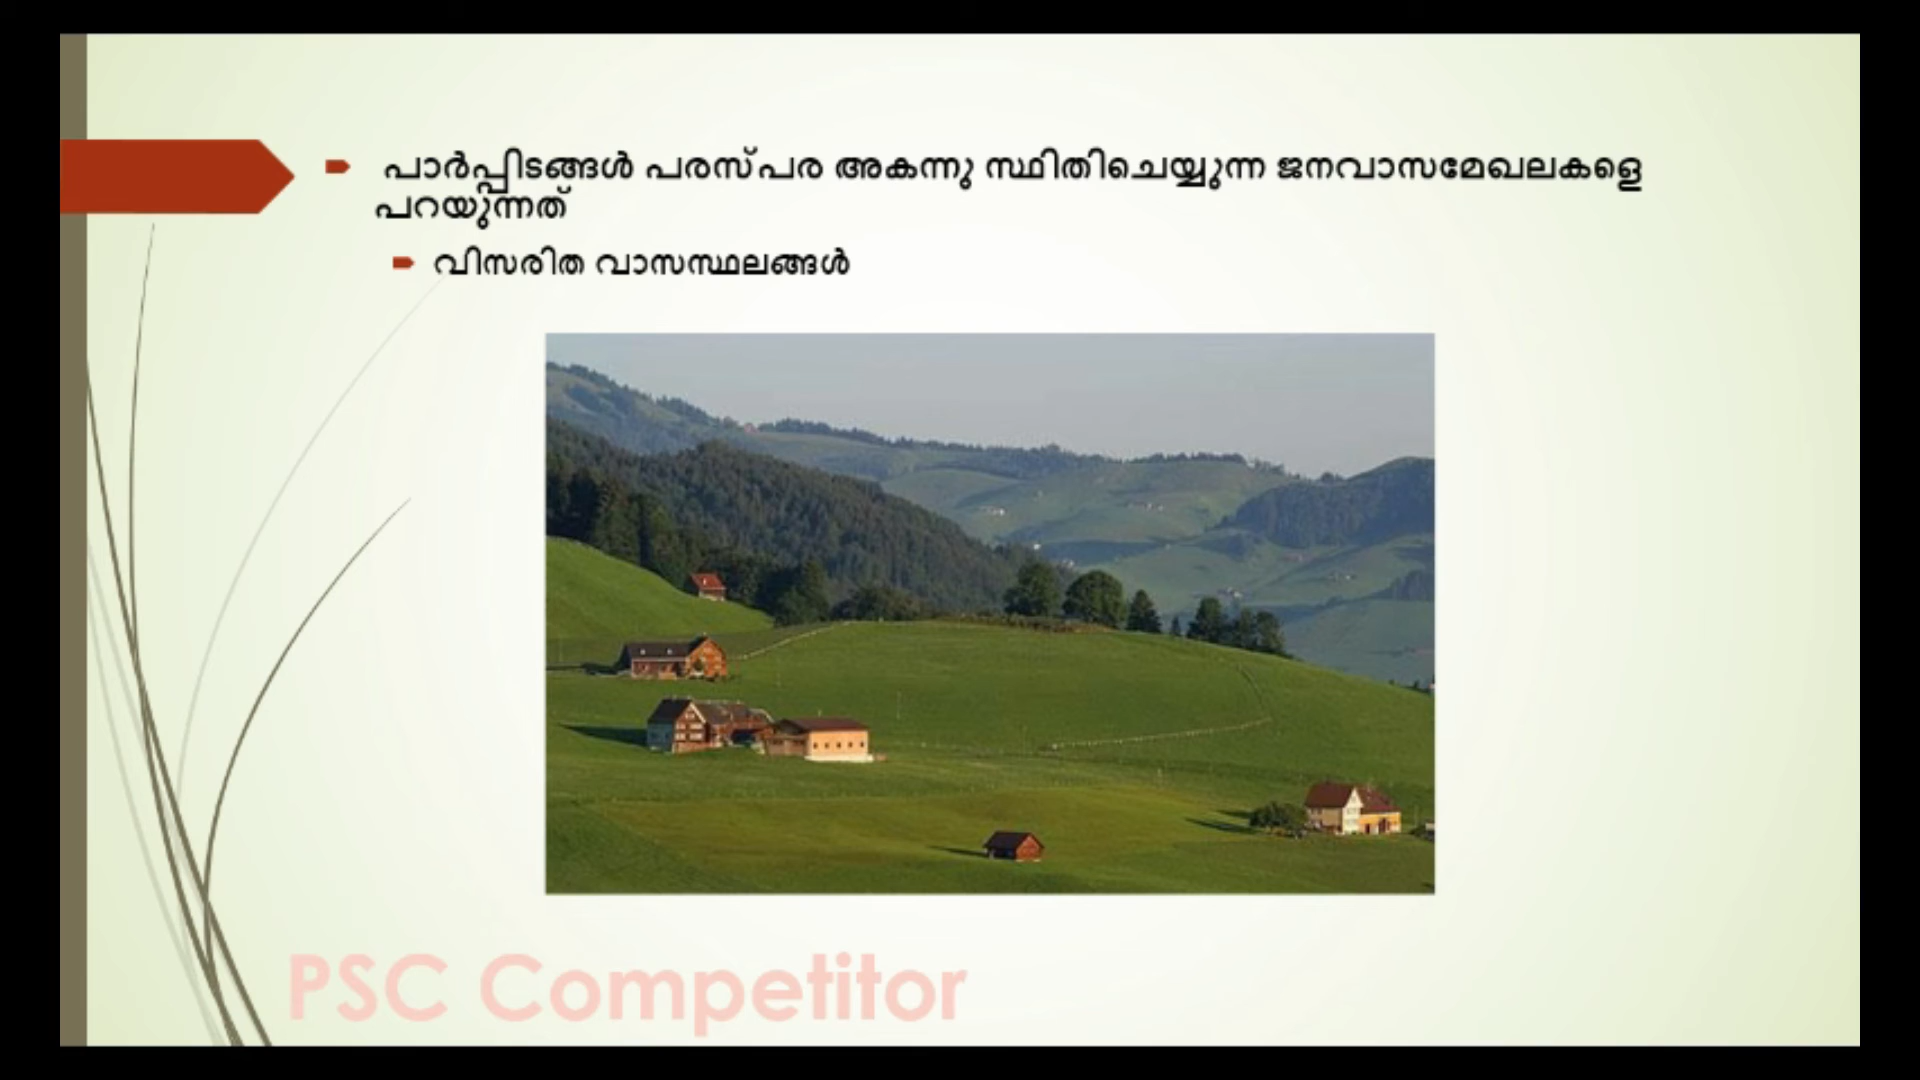 പാർപ്പിടങ്ങൾ പരസ്പര അകന്നു സ്ഥിതിചെയ്യുന്ന ജനവാസമേഖലകളെ
പറയുന്നത്
വിസരിത വാസസ്ഥലങ്ങൾ
PSC Competitor